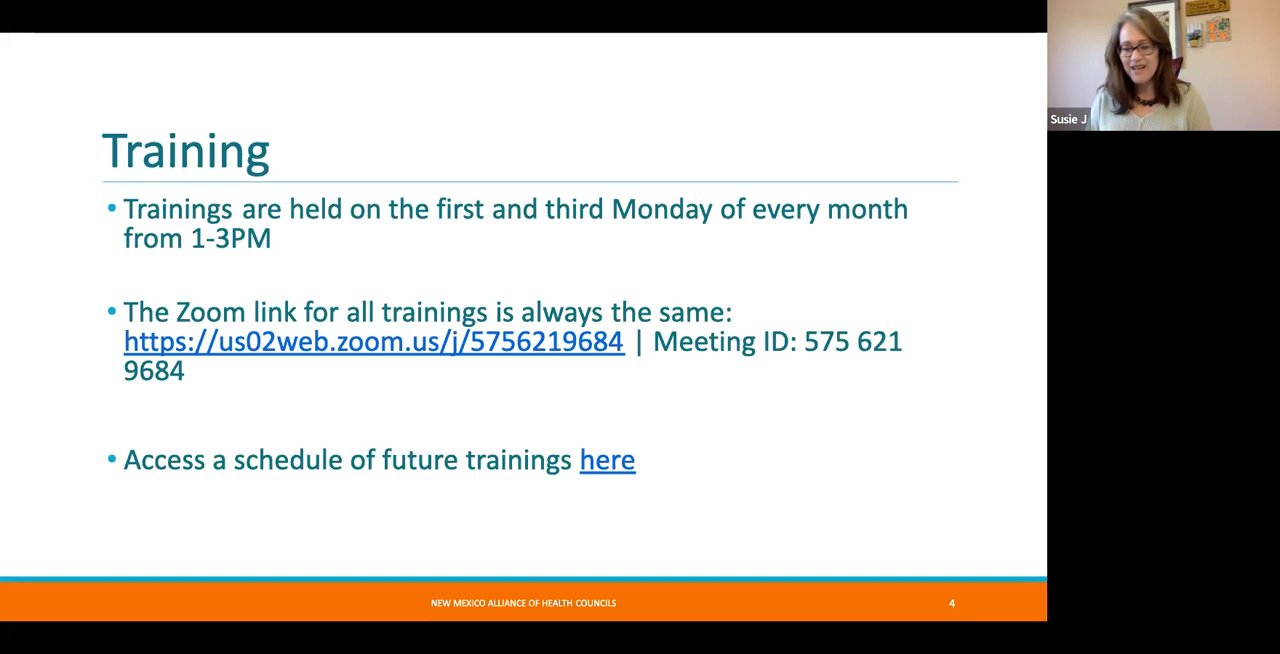 Training
• Trainings are held on the first and third Monday of every month
from 1-3PM
• The Zoom link for all trainings is always the same:
https://us02web.zoom.us/j/5756219684 | Meeting ID: 575 621
9684
• Access a schedule of future trainings here
NEW MEXICO ALLIANCE OF HEALTH COUNCILS
4
Susie J